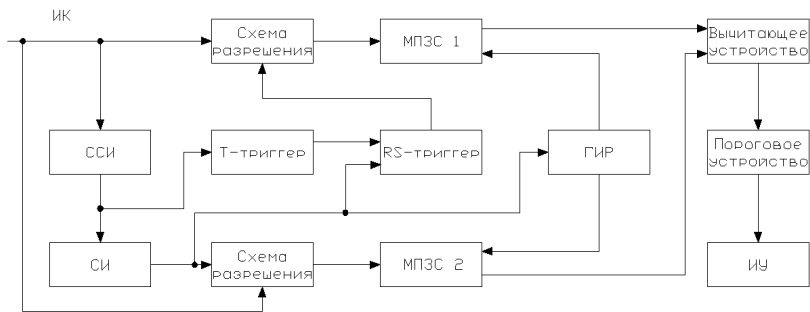 ИК
Схема
разрешения
МПЗС 1
Вычитающее
устройство
ССИ
Т-триггер
RS-триггер
ГИР
Пороговое
устройство
СИ
Схема
разрешения
МПЗС 2
ИУ